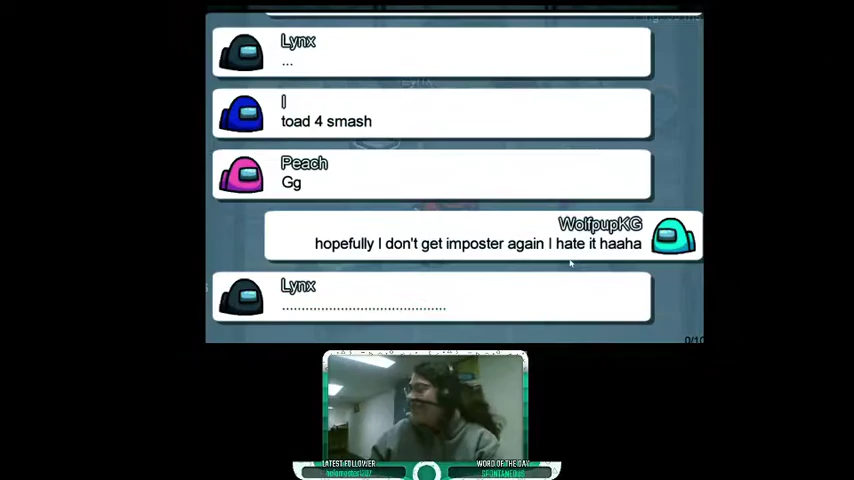 Lynx
...
I
toad 4 smash
Peach
Gg
WolfpupKG
hopefully I don't get imposter again I hate it haaha
Lynx
..........................................
LATEST FOLLOWER
WORD OF THE DAY